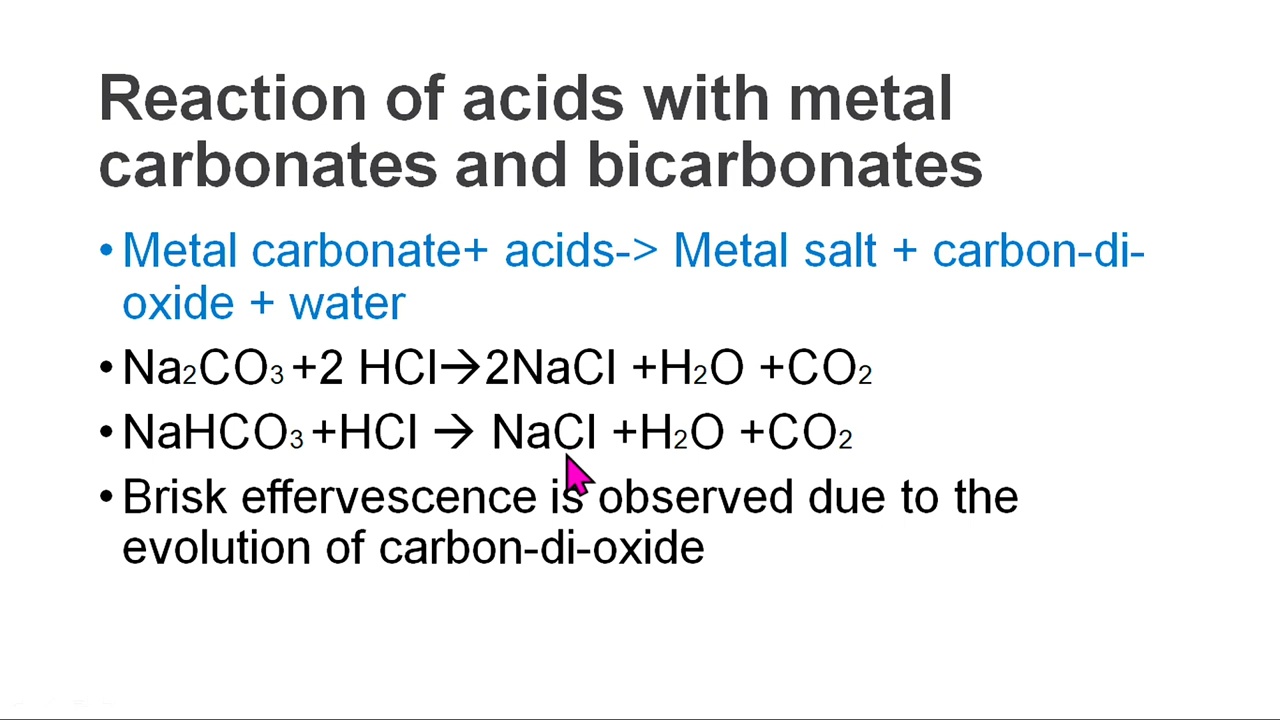 Reaction of acids with metal
carbonates and bicarbonates
• Metal carbonate+ acids-> Metal salt + carbon-di-
oxide + water
• Na₂CO₃ +2 HCl→2NaCl +H₂O +CO₂
• NaHCO₃ +HCl → NaCl +H₂O +CO₂
• Brisk effervescence is observed due to the
evolution of carbon-di-oxide